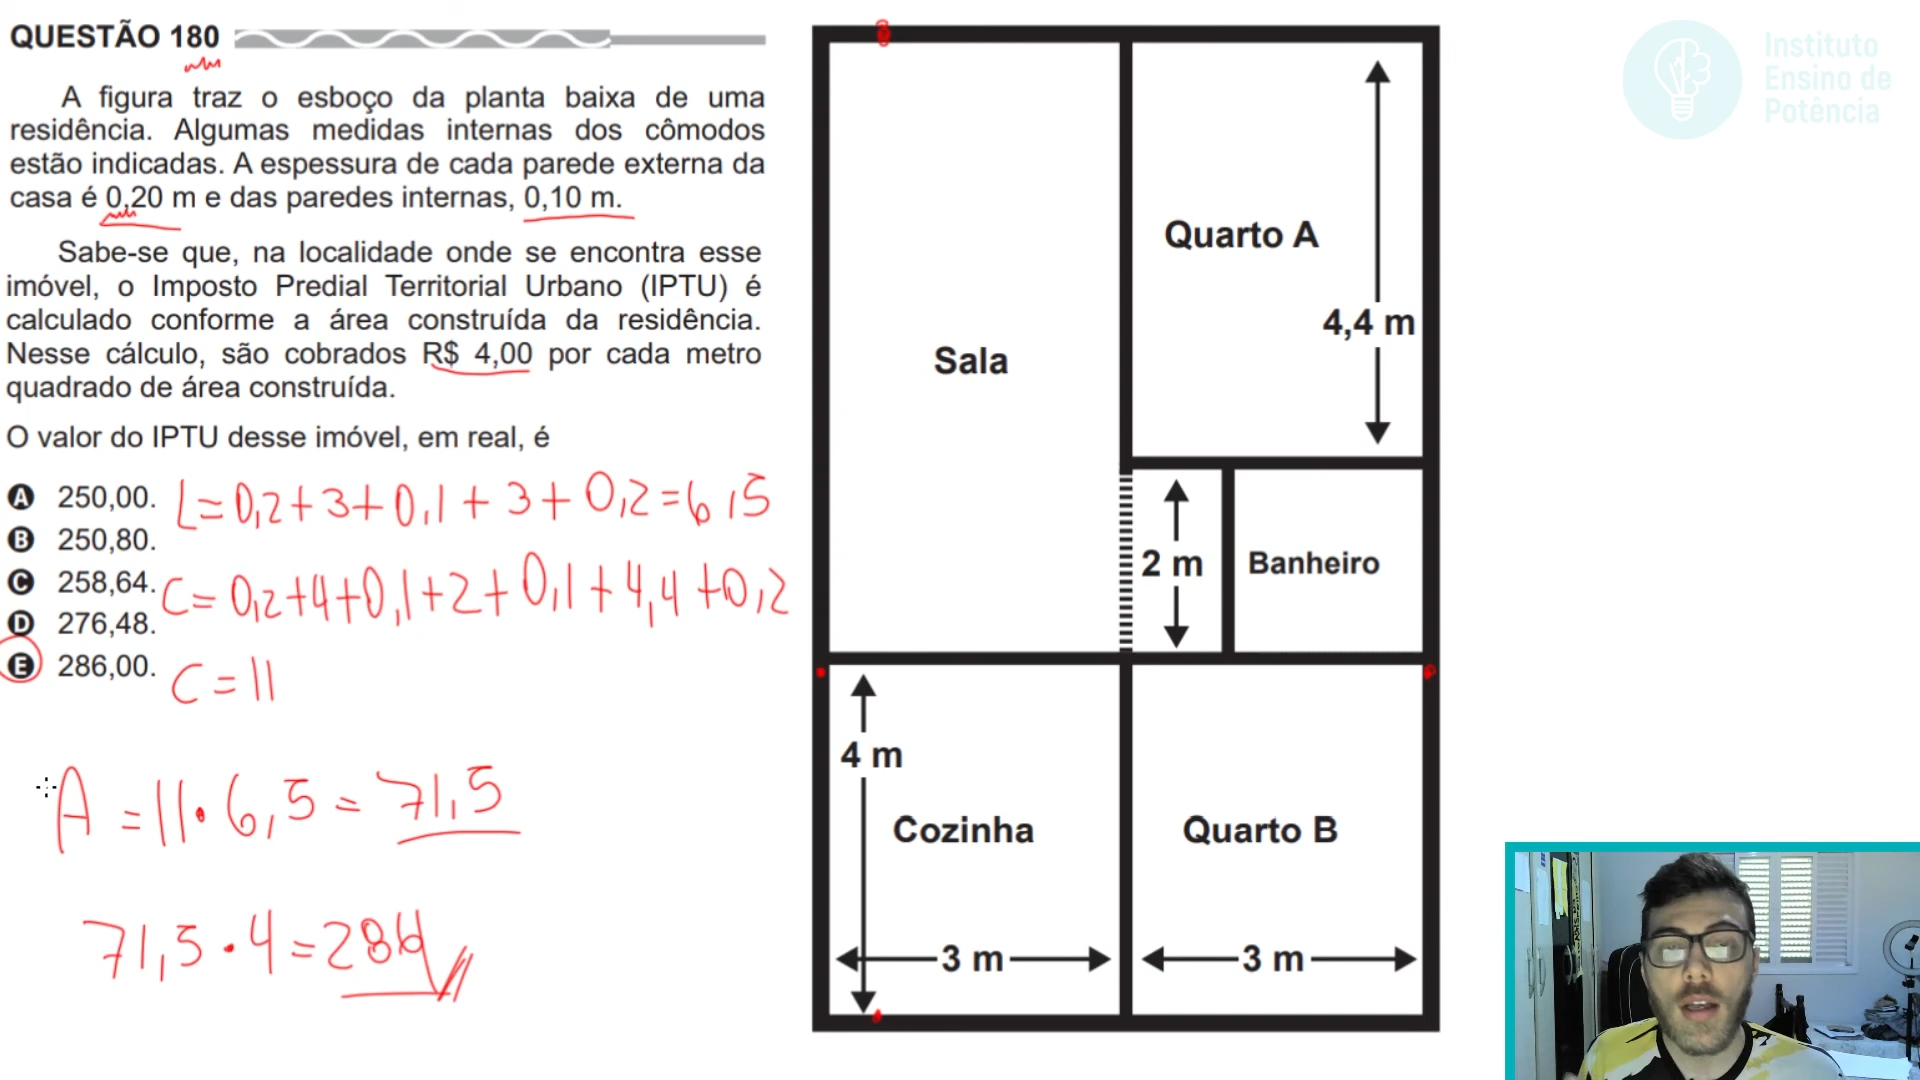 QUESTÃO 180
A figura traz o esboço da planta baixa de uma
residência. Algumas medidas internas dos cômodos
estão indicadas. A espessura de cada parede externa da
casa é 0,20 m e das paredes internas, 0,10 m.
Sabe-se que, na localidade onde se encontra esse
imóvel, o Imposto Predial Territorial Urbano (IPTU) é
calculado conforme a área construída da residência.
Nesse cálculo, são cobrados R$ 4,00 por cada metro
quadrado de área construída.
O valor do IPTU desse imóvel, em real, é
A 250,00.
B 250,80.
C 258,64.
D 276,48.
E 286,00.
L=0,2+3+0,1+3+0,2=6,5
C=0,2+4+0,1+2+0,1+4,4+0,2
C=11
A=11·6,5=71,5
71,5·4=286
Sala
Quarto A
4,4 m
2 m
Banheiro
4 m
Cozinha
Quarto B
3 m
3 m
Instituto
Ensino de
Potência